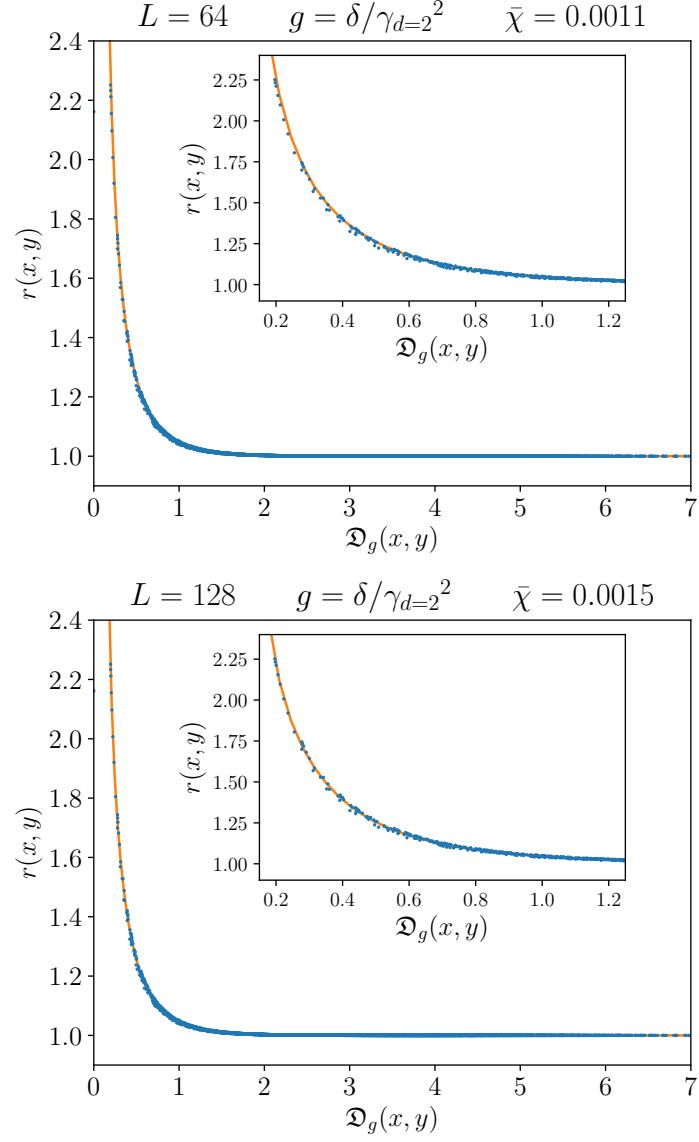 L = 64 g = δ/γ_{d=2}² χ̄ = 0.0011
2.4
2.2
2.0
1.8
1.6
1.4
1.2
1.0
r(x, y)
2.25
2.00
1.75
1.50
1.25
1.00
r(x, y)
0.2 0.4 0.6 0.8 1.0 1.2
𝕯_g(x, y)
0 1 2 3 4 5 6 7
𝕯_g(x, y)
L = 128 g = δ/γ_{d=2}² χ̄ = 0.0015
2.4
2.2
2.0
1.8
1.6
1.4
1.2
1.0
r(x, y)
2.25
2.00
1.75
1.50
1.25
1.00
r(x, y)
0.2 0.4 0.6 0.8 1.0 1.2
𝕯_g(x, y)
0 1 2 3 4 5 6 7
𝕯_g(x, y)